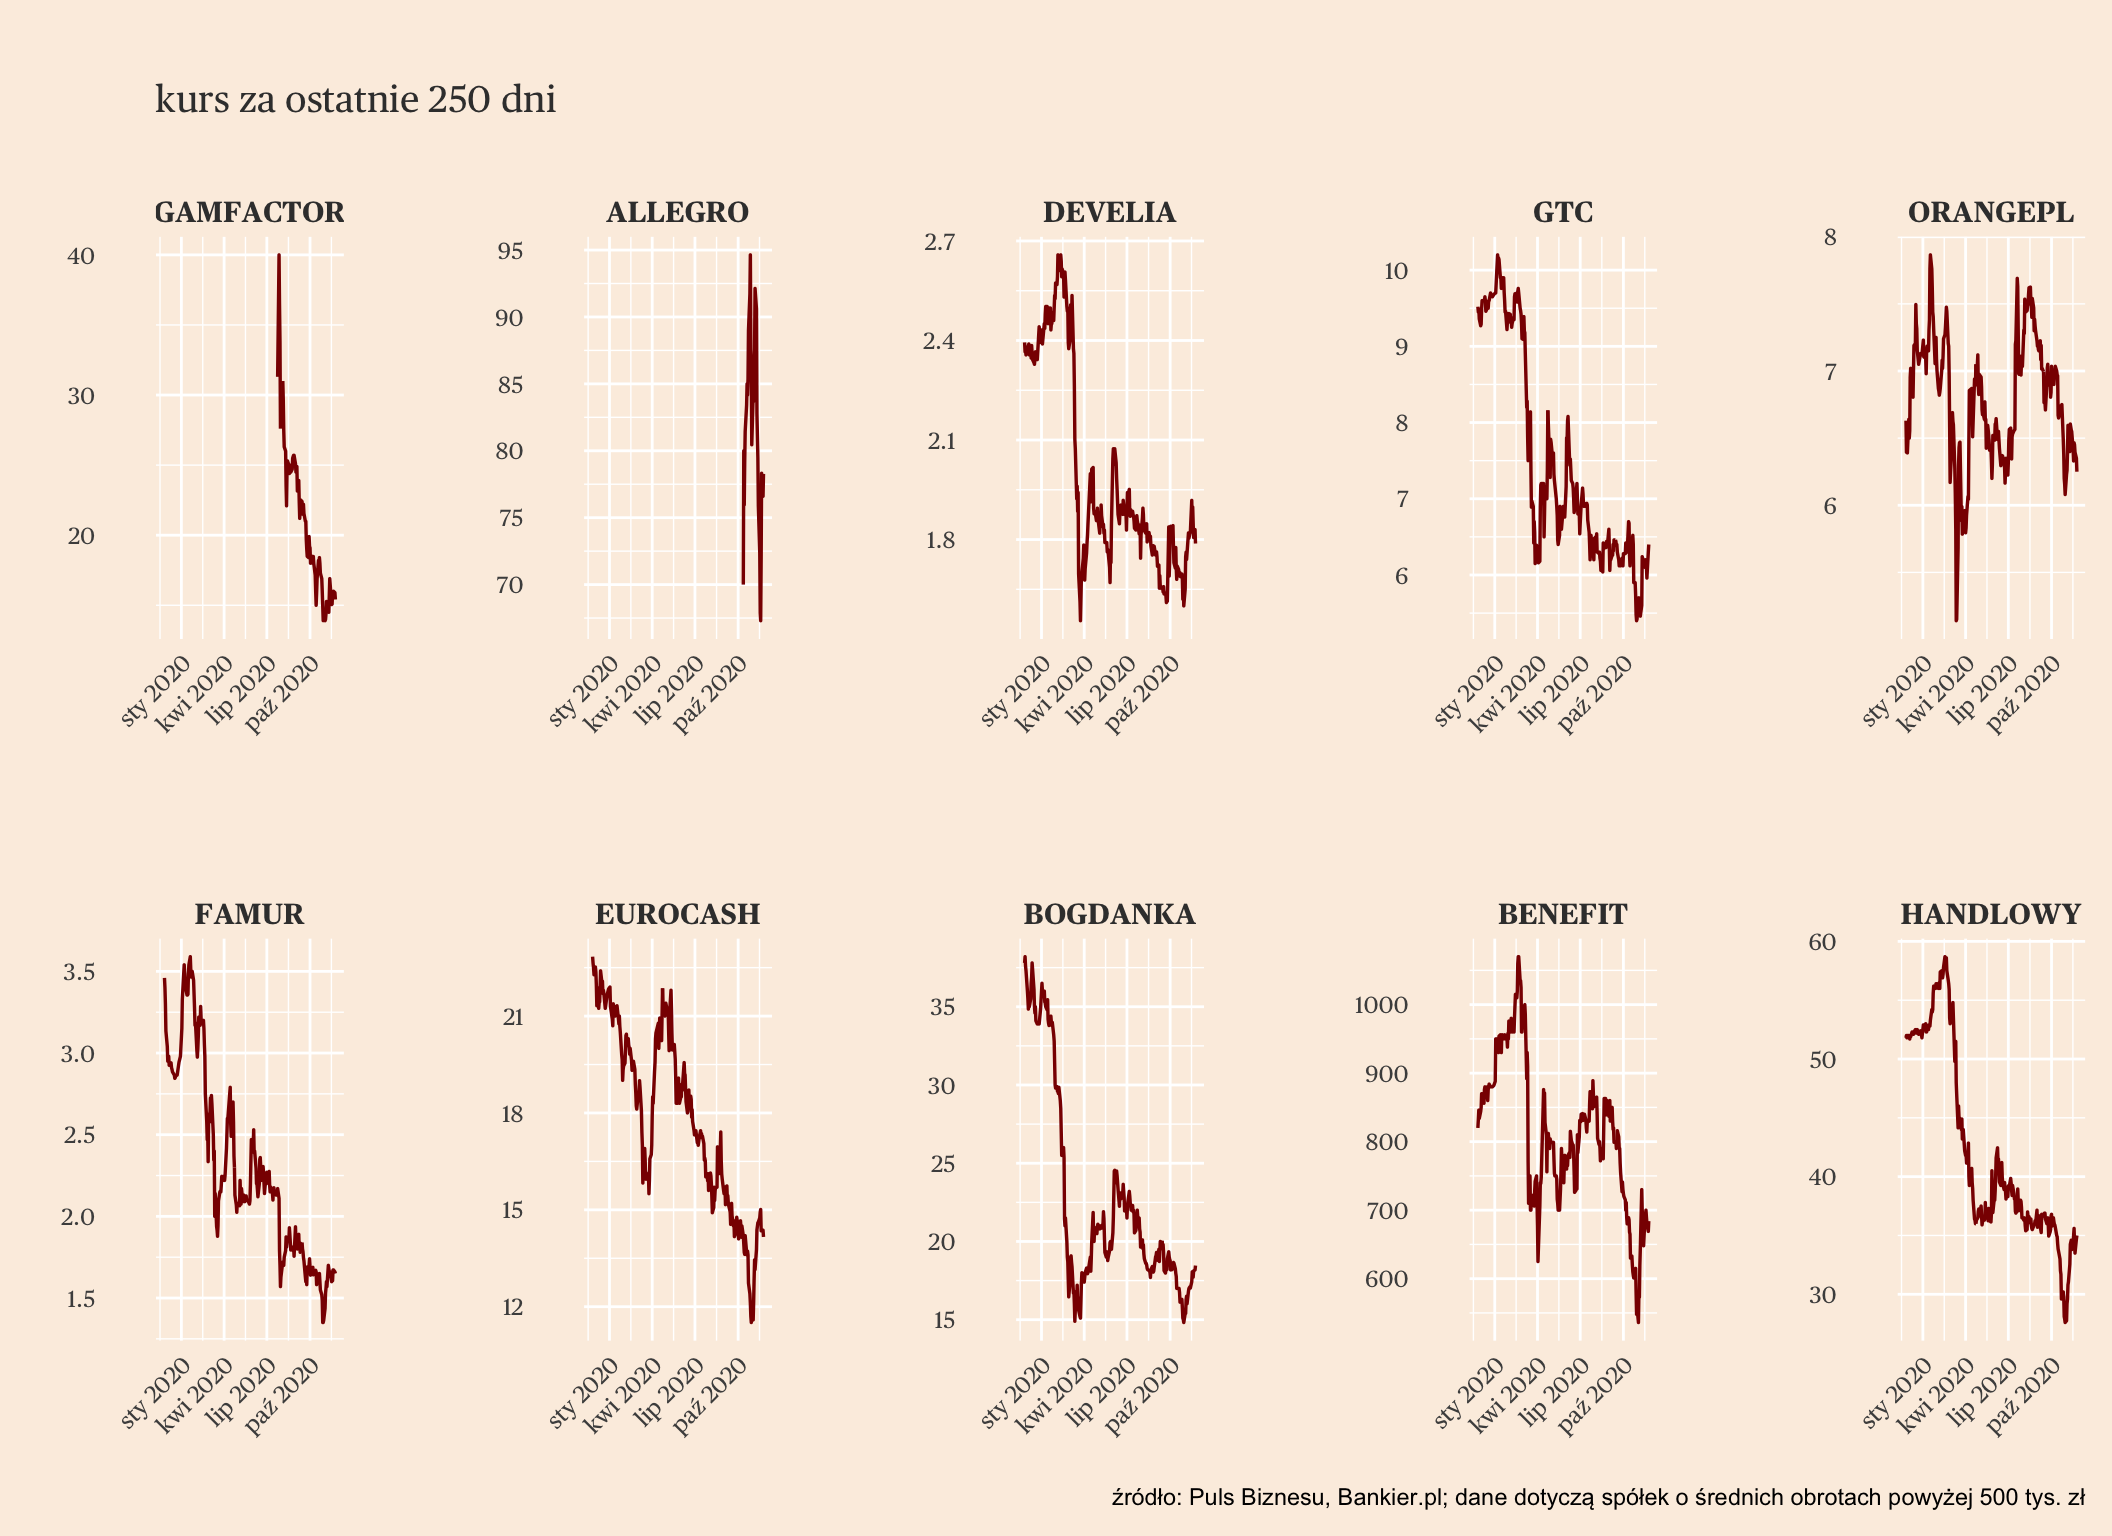 kurs za ostatnie 250 dni
GAMFACTOR
40
30
20
sty 2020
kwi 2020
lip 2020
paź 2020
ALLEGRO
95
90
85
80
75
70
sty 2020
kwi 2020
lip 2020
paź 2020
DEVELIA
2.7
2.4
2.1
1.8
sty 2020
kwi 2020
lip 2020
paź 2020
GTC
10
9
8
7
6
sty 2020
kwi 2020
lip 2020
paź 2020
ORANGEPL
8
7
6
sty 2020
kwi 2020
lip 2020
paź 2020
FAMUR
3.5
3.0
2.5
2.0
1.5
sty 2020
kwi 2020
lip 2020
paź 2020
EUROCASH
21
18
15
12
sty 2020
kwi 2020
lip 2020
paź 2020
BOGDANKA
35
30
25
20
15
sty 2020
kwi 2020
lip 2020
paź 2020
BENEFIT
1000
900
800
700
600
sty 2020
kwi 2020
lip 2020
paź 2020
HANDLOWY
60
50
40
30
sty 2020
kwi 2020
lip 2020
paź 2020
źródło: Puls Biznesu, Bankier.pl; dane dotyczą spółek o średnich obrotach powyżej 500 tys. zł